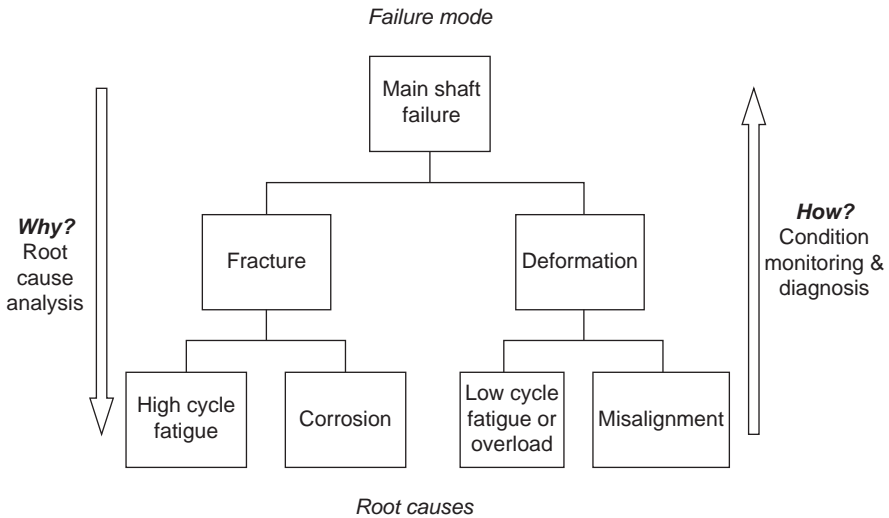 Failure mode
Main shaft
failure
Why?
Root
cause
analysis
How?
Condition
monitoring &
diagnosis
Fracture
Deformation
High cycle
fatigue
Corrosion
Low cycle
fatigue or
overload
Misalignment
Root causes